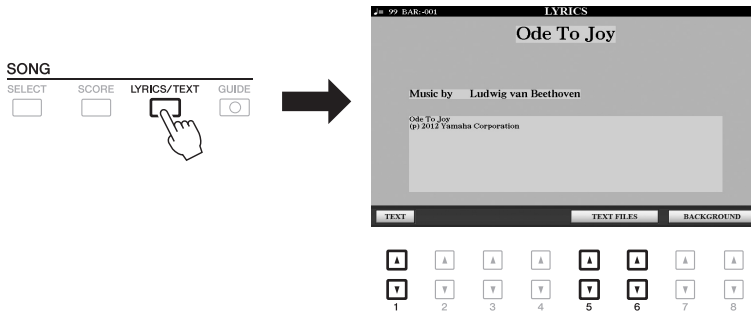 SONG
SELECT SCORE LYRICS/TEXT GUIDE
♩= 99 BAR:-001 LYRICS
Ode To Joy
Music by Ludwig van Beethoven
Ode To Joy
(p) 2012 Yamaha Corporation
TEXT TEXT FILES BACKGROUND
1 2 3 4 5 6 7 8